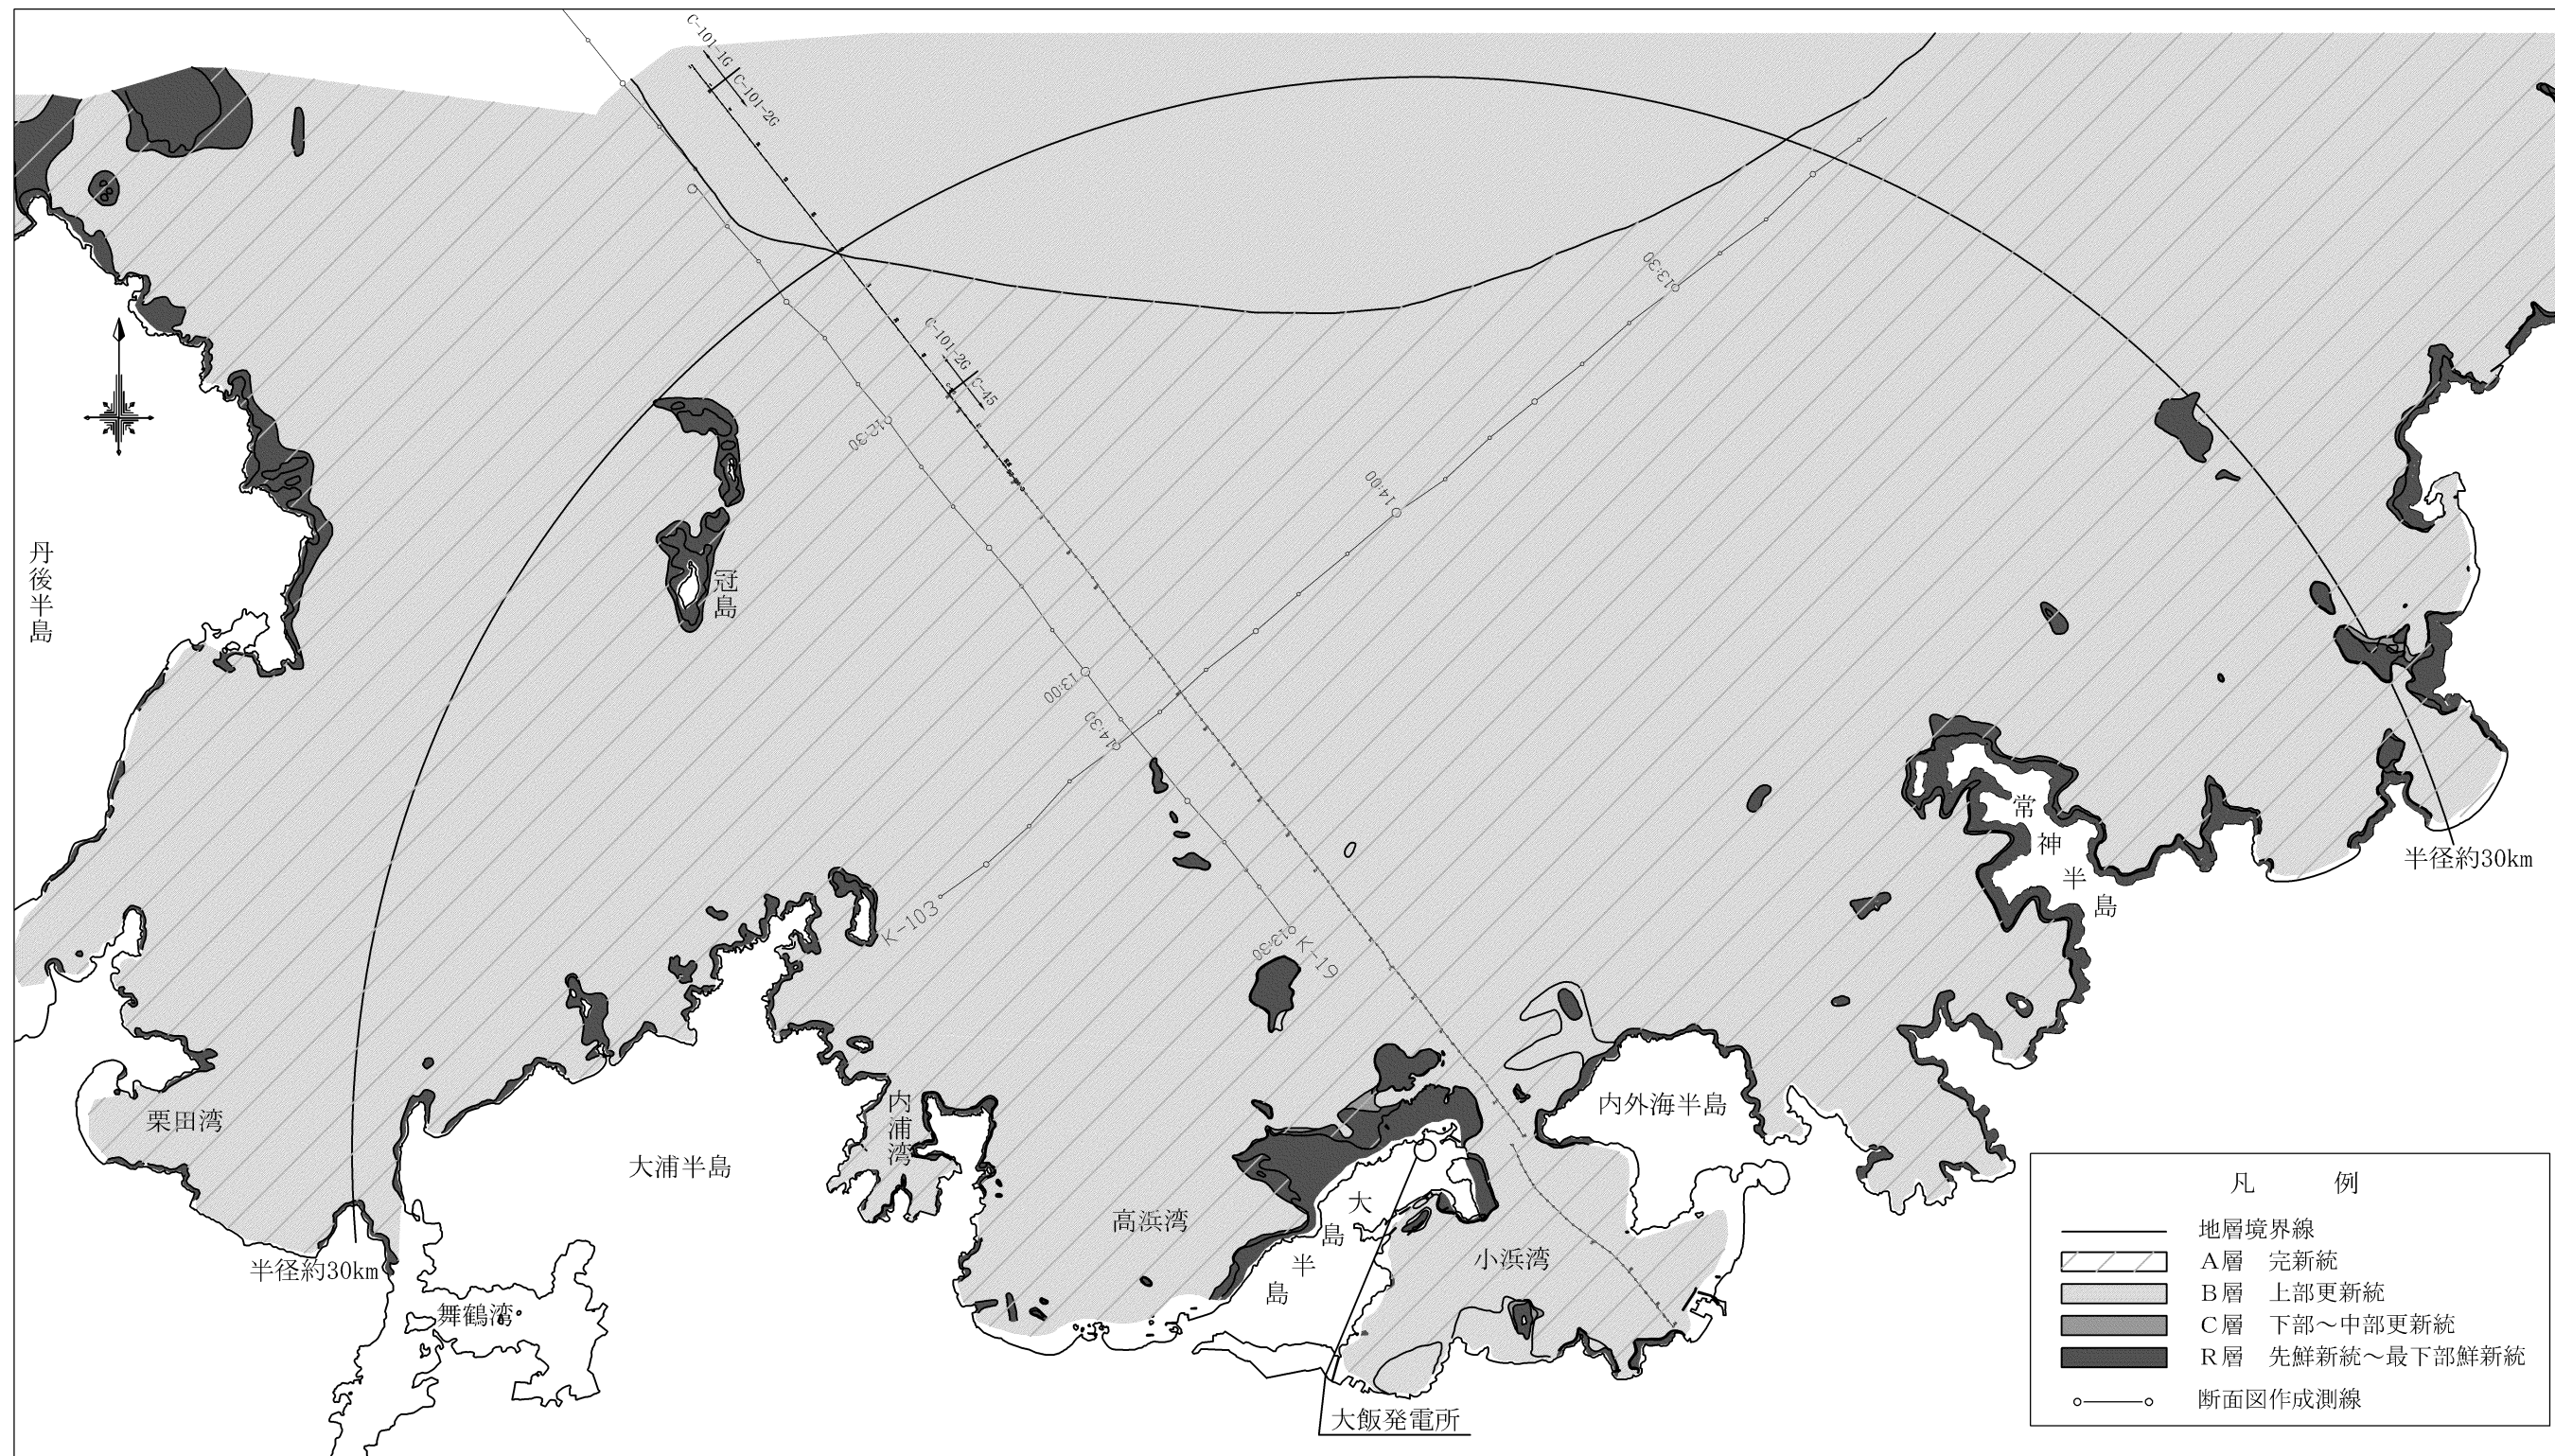 C-101-1G
C-101-2G
C-101-2G
C-45
13:30
12:30
14:00
丹後半島
冠島
13:00
14:30
常神半島
半径約30km
K-103
13:30
K-19
内浦湾
内外海半島
栗田湾
大浦半島
高浜湾
大島半島
小浜湾
半径約30km
舞鶴湾
大飯発電所
凡 例
地層境界線
A層 完新統
B層 上部更新統
C層 下部～中部更新統
R層 先鮮新統～最下部鮮新統
断面図作成測線